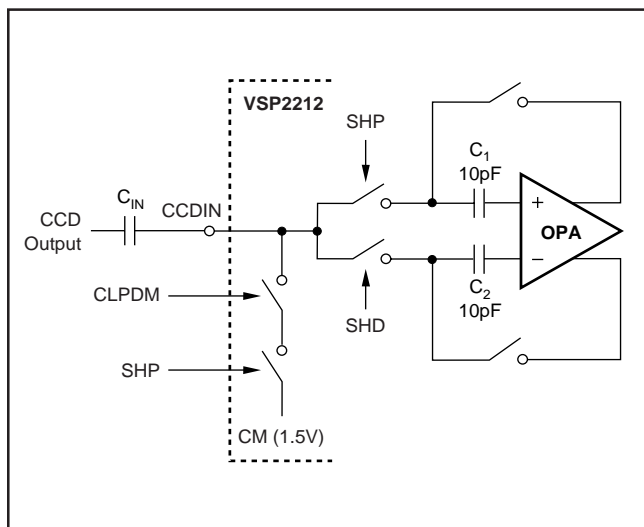 VSP2212
SHP
C1
10pF
CIN
CCDIN
CCD
Output
+
OPA
–
C2
10pF
CLPDM
SHD
SHP
CM (1.5V)